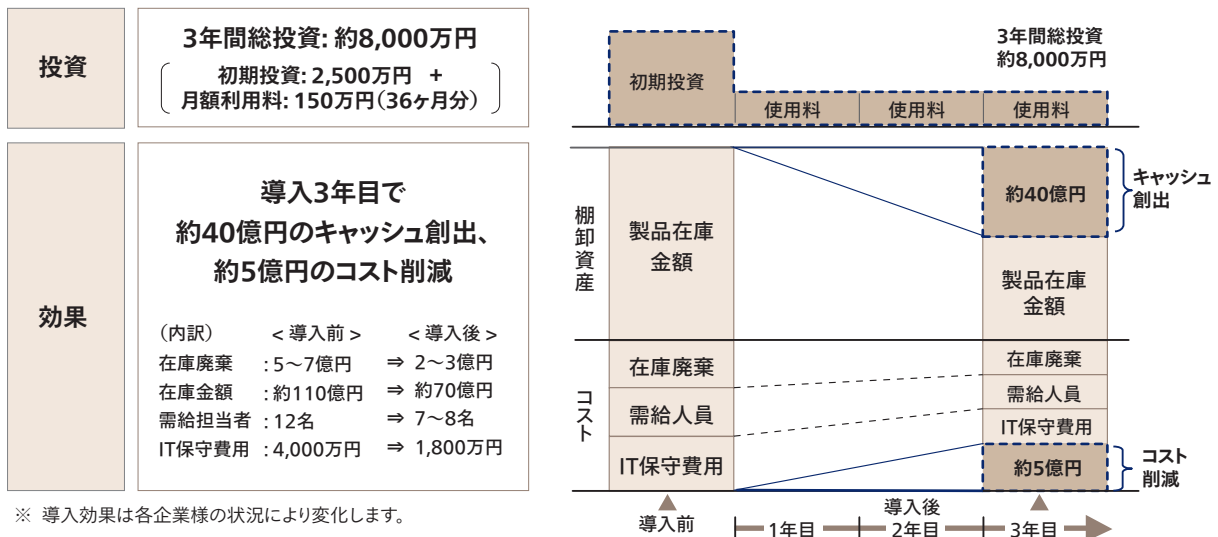 投資
3年間総投資: 約8,000万円
初期投資: 2,500万円 +
月額利用料: 150万円(36ヶ月分)
効果
導入3年目で
約40億円のキャッシュ創出、
約5億円のコスト削減
(内訳) < 導入前 > < 導入後 >
在庫廃棄 : 5〜7億円 ⇒ 2〜3億円
在庫金額 : 約110億円 ⇒ 約70億円
需給担当者 : 12名 ⇒ 7〜8名
IT保守費用 : 4,000万円 ⇒ 1,800万円
※ 導入効果は各企業様の状況により変化します。
3年間総投資
約8,000万円
初期投資
使用料 使用料 使用料
棚卸資産
製品在庫
金額
約40億円
キャッシュ
創出
製品在庫
金額
コスト
在庫廃棄
需給人員
IT保守費用
在庫廃棄
需給人員
IT保守費用
約5億円
コスト
削減
導入前
導入後
1年目 2年目 3年目